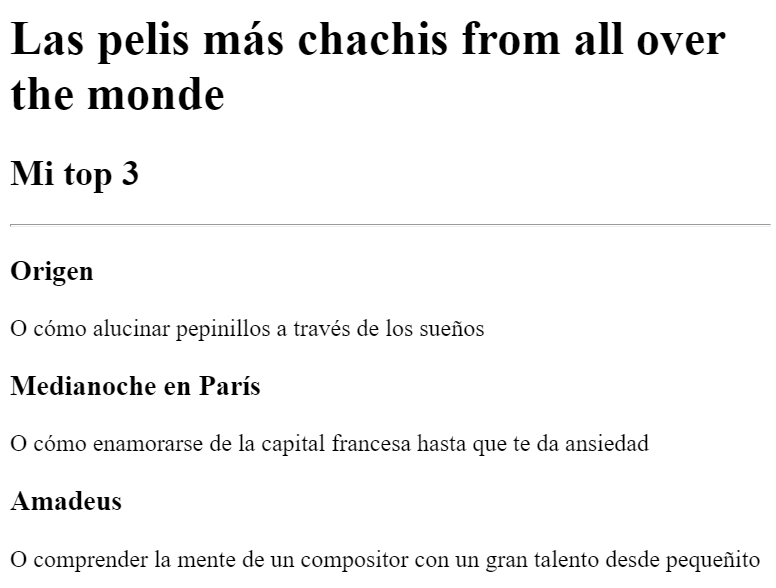 Las pelis más chachis from all over
the monde
Mi top 3
Origen
O cómo alucinar pepinillos a través de los sueños
Medianoche en París
O cómo enamorarse de la capital francesa hasta que te da ansiedad
Amadeus
O comprender la mente de un compositor con un gran talento desde pequeñito